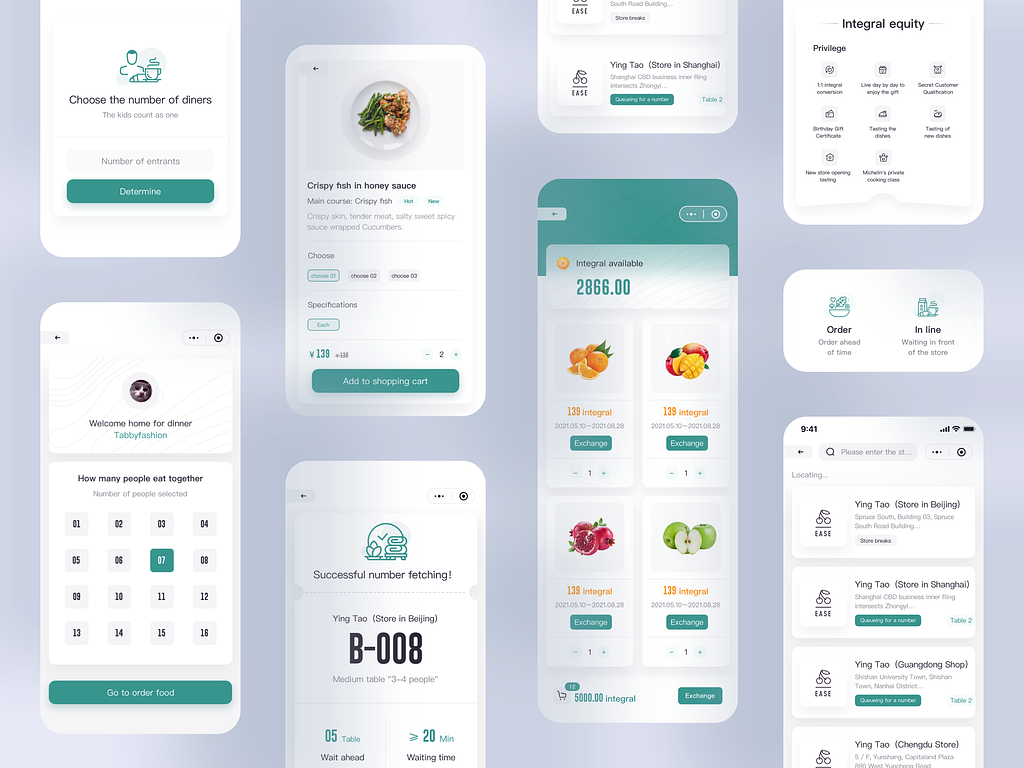 Choose the number of diners
The kids count as one
Number of entrants
Determine
Welcome home for dinner
Tabbyfashion
How many people eat together
Number of people selected
01 02 03 04
05 06 07 08
09 10 11 12
13 14 15 16
Go to order food
Crispy fish in honey sauce
Main course: Crispy fish Hot New
Crispy skin, tender meat, salty sweet spicy
sauce wrapped Cucumbers.
Choose
choose 01 choose 02 choose 03
Specifications
Each
¥ 139 ¥ 139 − 2 +
Add to shopping cart
Successful number fetching!
Ying Tao (Store in Beijing)
B-008
Medium table "3-4 people"
05 Table ≥ 20 Min
Wait ahead Waiting time
EASE
South Road Building...
Store breaks
EASE
Ying Tao (Store in Shanghai)
Shanghai CBD business inner Ring
intersects Zhongyi...
Queueing for a number Table 2
Integral available
2866.00
139 integral 139 integral
2021.05.10~2021.08.28 2021.05.10~2021.08.28
Exchange Exchange
− 1 + − 1 +
139 integral 139 integral
2021.05.10~2021.08.28 2021.05.10~2021.08.28
Exchange Exchange
− 1 + − 1 +
12
5000.00 integral Exchange
Integral equity
Privilege
1:1 integral
conversion
Live day by day to
enjoy the gift
Secret Customer
Qualification
Birthday Gift
Certificate
Tasting the
dishes
Tasting of
new dishes
New store opening
tasting
Michelin's private
cooking class
Order
Order ahead
of time
In line
Waiting in front
of the store
9:41
Please enter the st...
Locating...
EASE
Ying Tao (Store in Beijing)
Spruce South, Building 03, Spruce
South Road Building...
Store breaks
EASE
Ying Tao (Store in Shanghai)
Shanghai CBD business inner Ring
intersects Zhongyi...
Queueing for a number Table 2
EASE
Ying Tao (Guangdong Shop)
Shishan University Town, Shishan
Town, Nanhai District...
Queueing for a number Table 2
Ying Tao (Chengdu Store)
5 / F, Yunshang, Capitaland Plaza
890 West Yuncheng Road
EASE